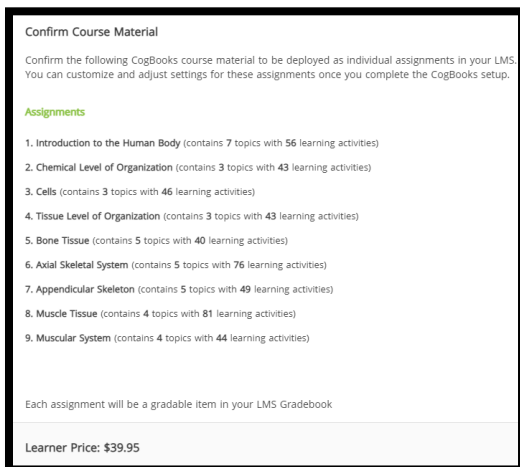 Confirm Course Material
Confirm the following CogBooks course material to be deployed as individual assignments in your LMS.
You can customize and adjust settings for these assignments once you complete the CogBooks setup.
Assignments
1. Introduction to the Human Body (contains 7 topics with 56 learning activities)
2. Chemical Level of Organization (contains 3 topics with 43 learning activities)
3. Cells (contains 3 topics with 46 learning activities)
4. Tissue Level of Organization (contains 3 topics with 43 learning activities)
5. Bone Tissue (contains 5 topics with 40 learning activities)
6. Axial Skeletal System (contains 5 topics with 76 learning activities)
7. Appendicular Skeleton (contains 5 topics with 49 learning activities)
8. Muscle Tissue (contains 4 topics with 81 learning activities)
9. Muscular System (contains 4 topics with 44 learning activities)
Each assignment will be a gradable item in your LMS Gradebook
Learner Price: $39.95